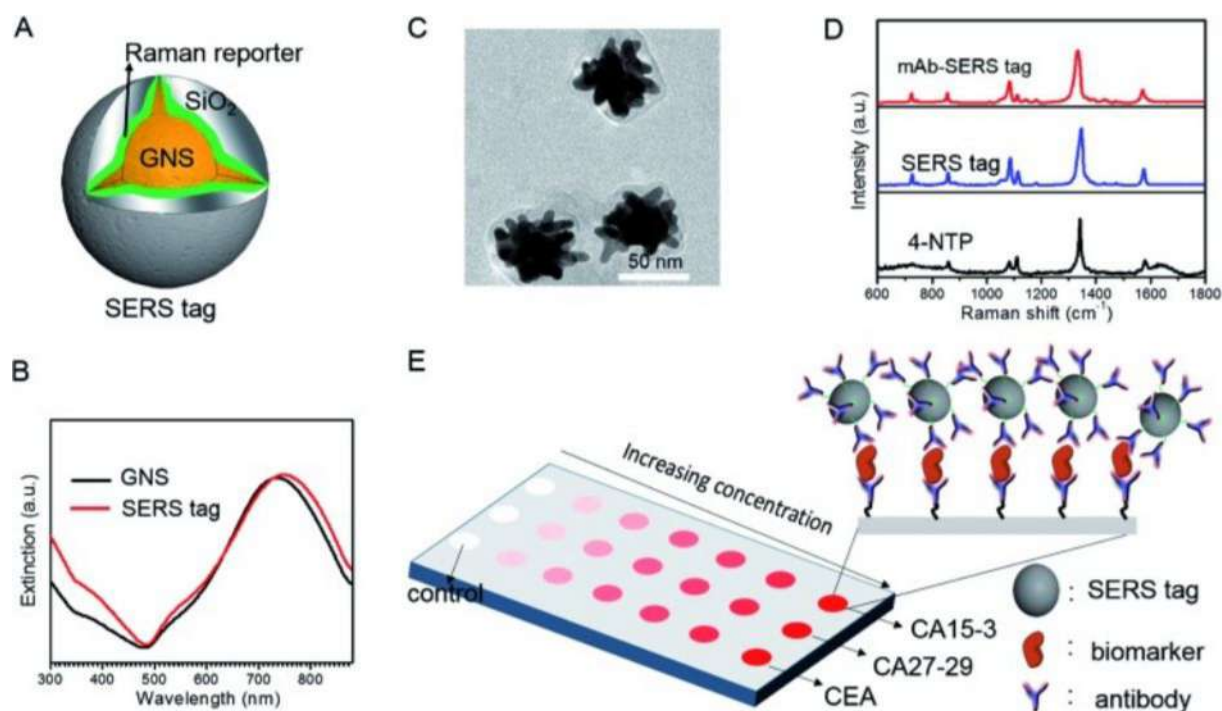 A
Raman reporter
SiO₂
GNS
SERS tag
B
GNS
SERS tag
Extinction (a.u.)
300 400 500 600 700 800
Wavelength (nm)
C
50 nm
D
mAb-SERS tag
SERS tag
4-NTP
Intensity (a.u.)
600 800 1000 1200 1400 1600 1800
Raman shift (cm⁻¹)
E
Increasing concentration
control
CA15-3
CA27-29
CEA
: SERS tag
: biomarker
: antibody